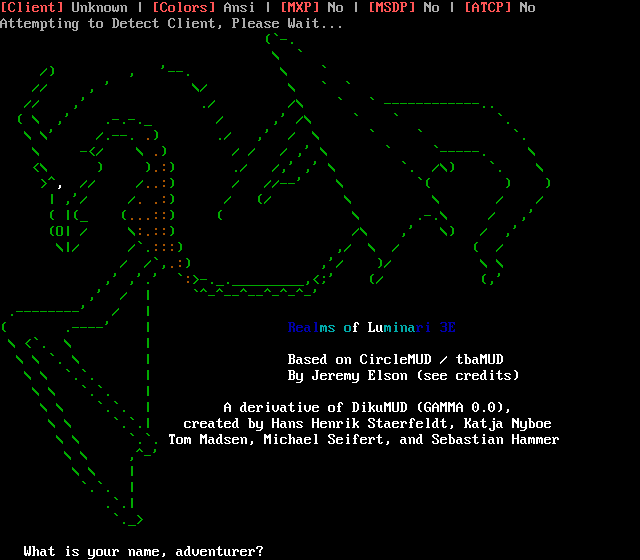 [Client] Unknown | [Colors] Ansi | [MXP] No | [MSDP] No | [ATCP] No
Attempting to Detect Client, Please Wait...
Realms of Luminari 3E
Based on CircleMUD / tbaMUD
By Jeremy Elson (see credits)
A derivative of DikuMUD (GAMMA 0.0),
created by Hans Henrik Staerfeldt, Katja Nyboe
Tom Madsen, Michael Seifert, and Sebastian Hammer
What is your name, adventurer?